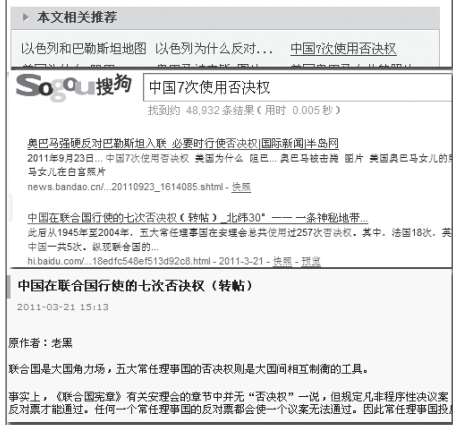 本文相关推荐
以色列和巴勒斯坦地图 以色列为什么反对... 中国7次使用否决权
Sogou搜狗 中国7次使用否决权
找到约 48,932 条结果（用时 0.005 秒）
奥巴马强硬反对巴勒斯坦入联 必要时行使否决权|国际新闻|半岛网
2011年9月23日... 中国7次使用否决权 美国为什么 阻巴... 奥巴马被击毙 图片 美国奥巴马女儿的
马女儿在白宫照片
news.bandao.cn/...20110923_1614085.shtml - 快照
中国在联合国行使的七次否决权（转帖）_北纬30°——一条神秘地带...
此后从1945年至2004年，五大常任理事国在安理会总共使用过257次否决权。其中，法国18次，英
中国一共5次。纵观联合国的...
hi.baidu.com/...18edfc548ef513d92c8.html - 2011-3-21 - 快照 - 预览
中国在联合国行使的七次否决权（转帖）
2011-03-21 15:13
原作者：老黑
联合国是大国角力场，五大常任理事国的否决权则是大国间相互制衡的工具。
事实上，《联合国宪章》有关安理会的章节中并无“否决权”一说，但规定凡非程序性决议案
反对票才能通过。任何一个常任理事国的反对票都会使一个议案无法通过。因此常任理事国投